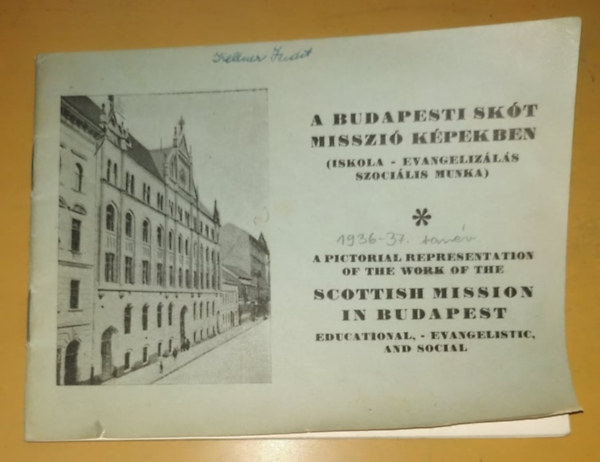 Kellner Judit
A BUDAPESTI SKÓT
MISSZIÓ KÉPEKBEN
(ISKOLA - EVANGELIZÁLÁS
SZOCIÁLIS MUNKA)
*
1936-37. tanév
A PICTORIAL REPRESENTATION
OF THE WORK OF THE
SCOTTISH MISSION
IN BUDAPEST
EDUCATIONAL, - EVANGELISTIC,
AND SOCIAL